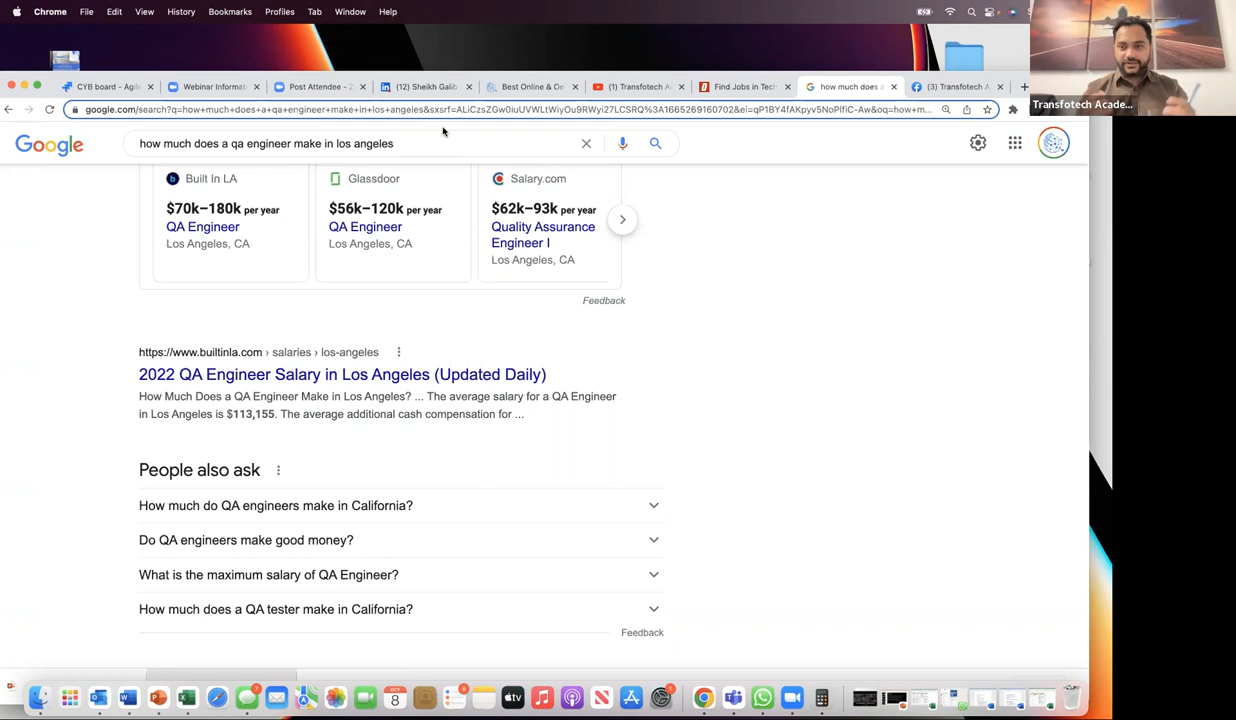 Chrome File Edit View History Bookmarks Profiles Tab Window Help
CYB board - Agile
Webinar Informat
Post Attendee - Z
(12) Sheikh Galib
Best Online & On
Transfotech Ac
Find Jobs in Tec
how much does a
(3) Transfotech A
google.com/search?q=how+much+does+a+qa+engineer+make+in+los+angeles&sxsrf=
Transfotech Acade...
Google
how much does a qa engineer make in los angeles
Built In LA
$70k–180k per year
QA Engineer
Los Angeles, CA
Glassdoor
$56k–120k per year
QA Engineer
Los Angeles, CA
Salary.com
$62k–93k per year
Quality Assurance
Engineer I
Los Angeles, CA
Feedback
https://www.builtinla.com › salaries › los-angeles
2022 QA Engineer Salary in Los Angeles (Updated Daily)
How Much Does a QA Engineer Make in Los Angeles? ... The average salary for a QA Engineer
in Los Angeles is $113,155. The average additional cash compensation for ...
People also ask
How much do QA engineers make in California?
Do QA engineers make good money?
What is the maximum salary of QA Engineer?
How much does a QA tester make in California?
Feedback
OCT
8
tv